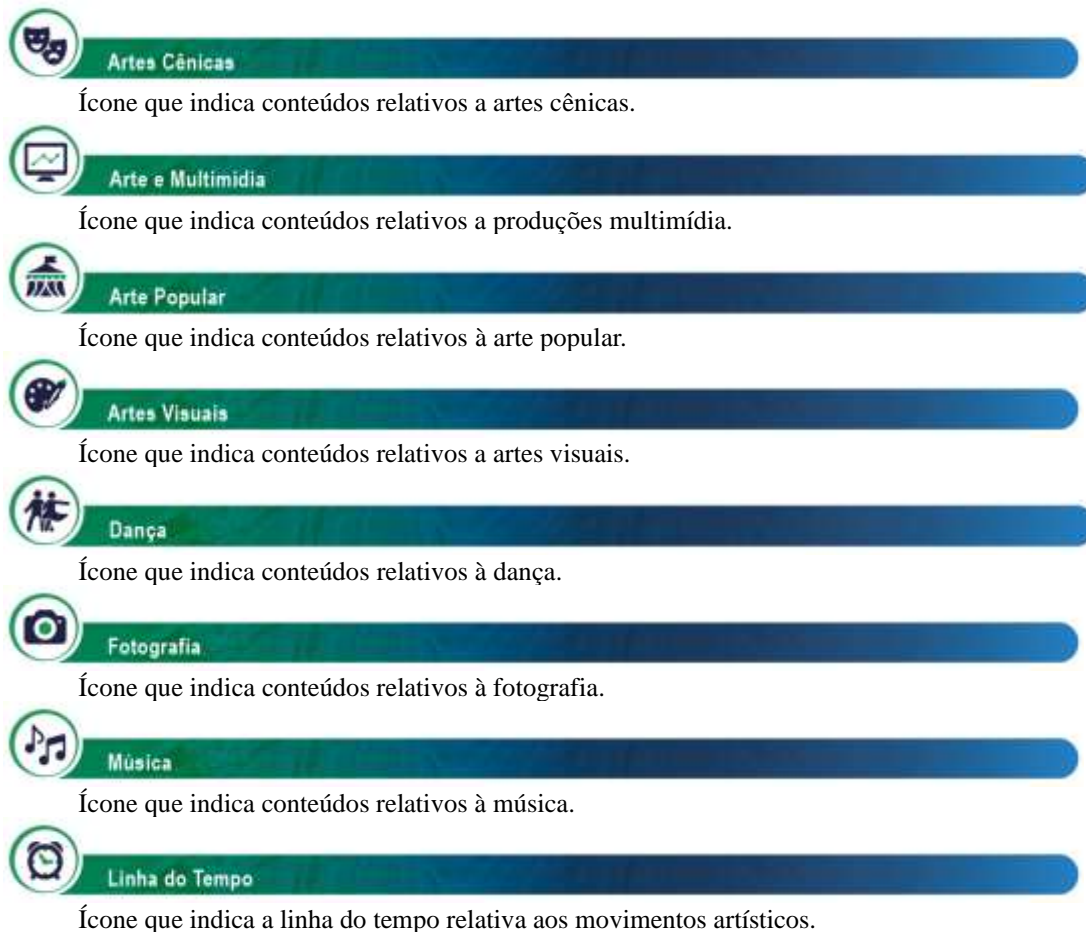 Artes Cênicas
Ícone que indica conteúdos relativos a artes cênicas.
Arte e Multimídia
Ícone que indica conteúdos relativos a produções multimídia.
Arte Popular
Ícone que indica conteúdos relativos à arte popular.
Artes Visuais
Ícone que indica conteúdos relativos a artes visuais.
Dança
Ícone que indica conteúdos relativos à dança.
Fotografia
Ícone que indica conteúdos relativos à fotografia.
Música
Ícone que indica conteúdos relativos à música.
Linha do Tempo
Ícone que indica a linha do tempo relativa aos movimentos artísticos.